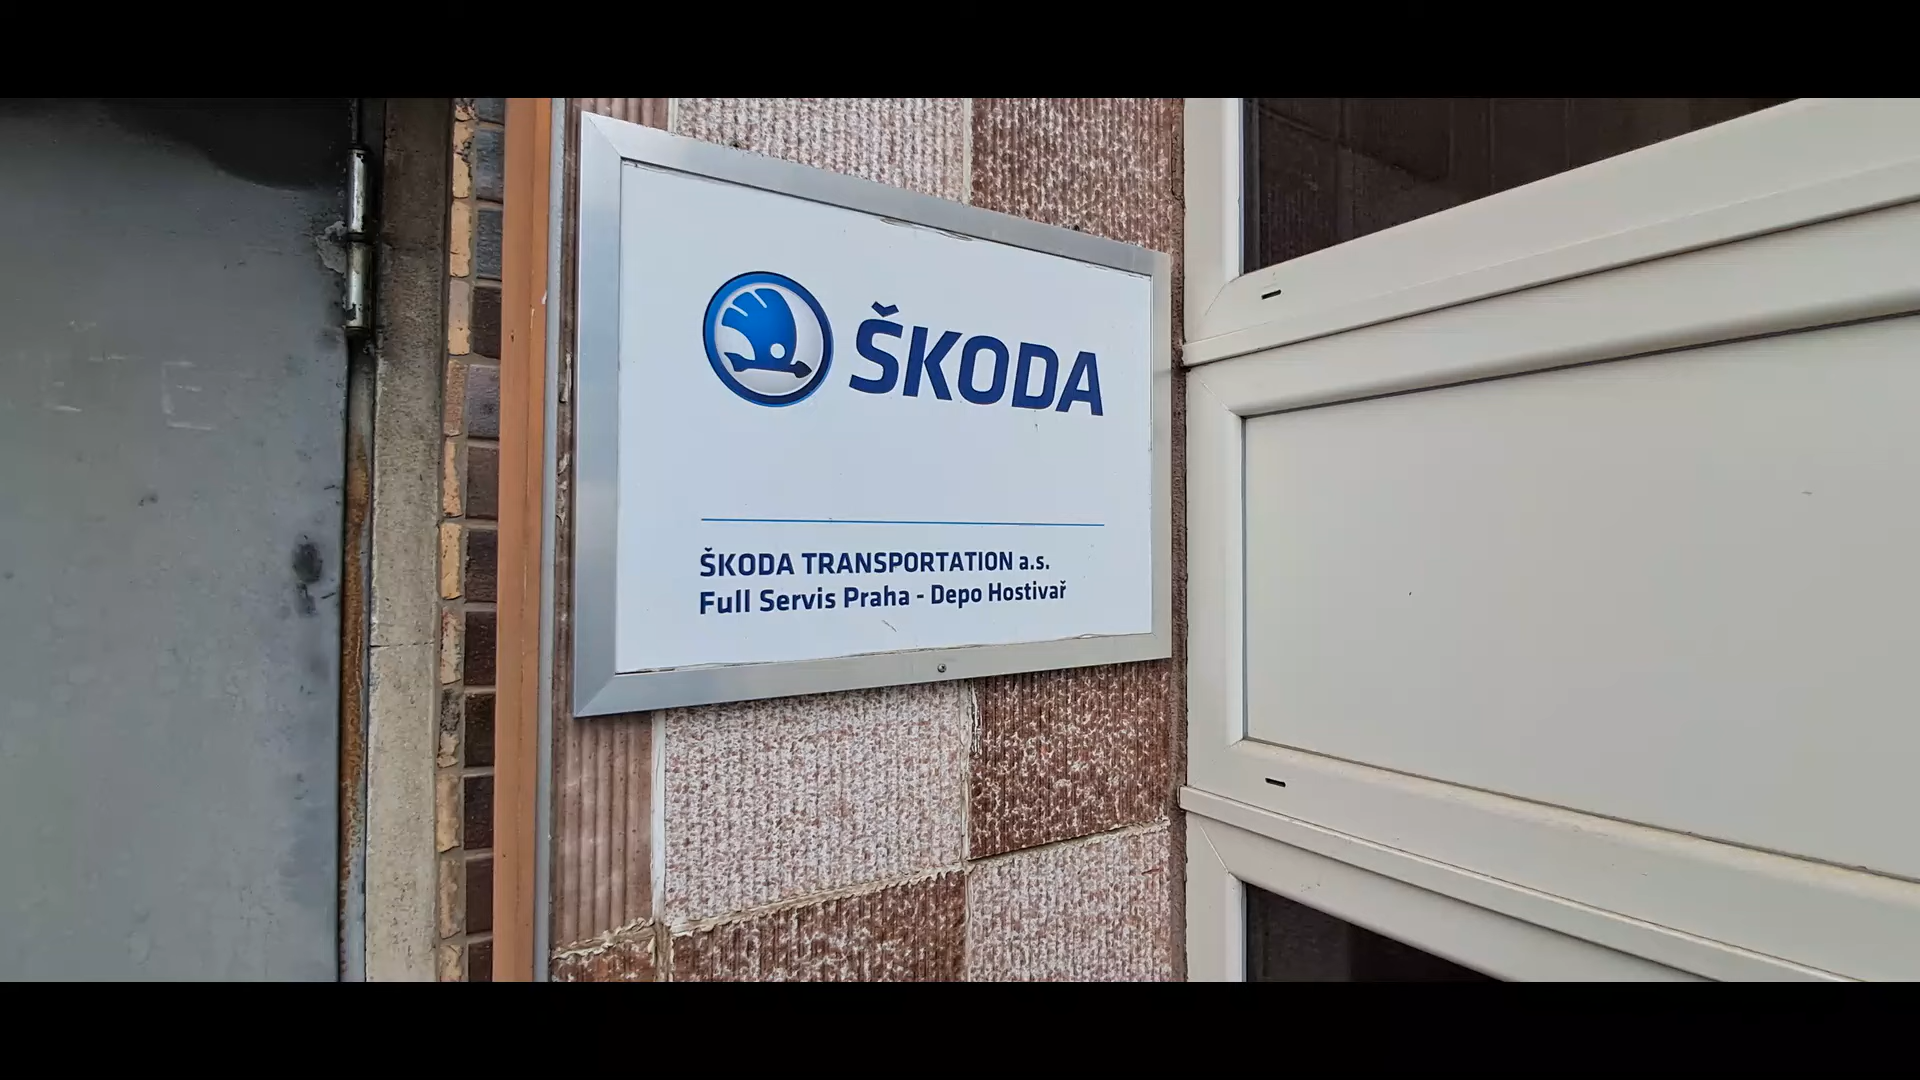 ŠKODA
ŠKODA TRANSPORTATION a.s.
Full Servis Praha - Depo Hostivař